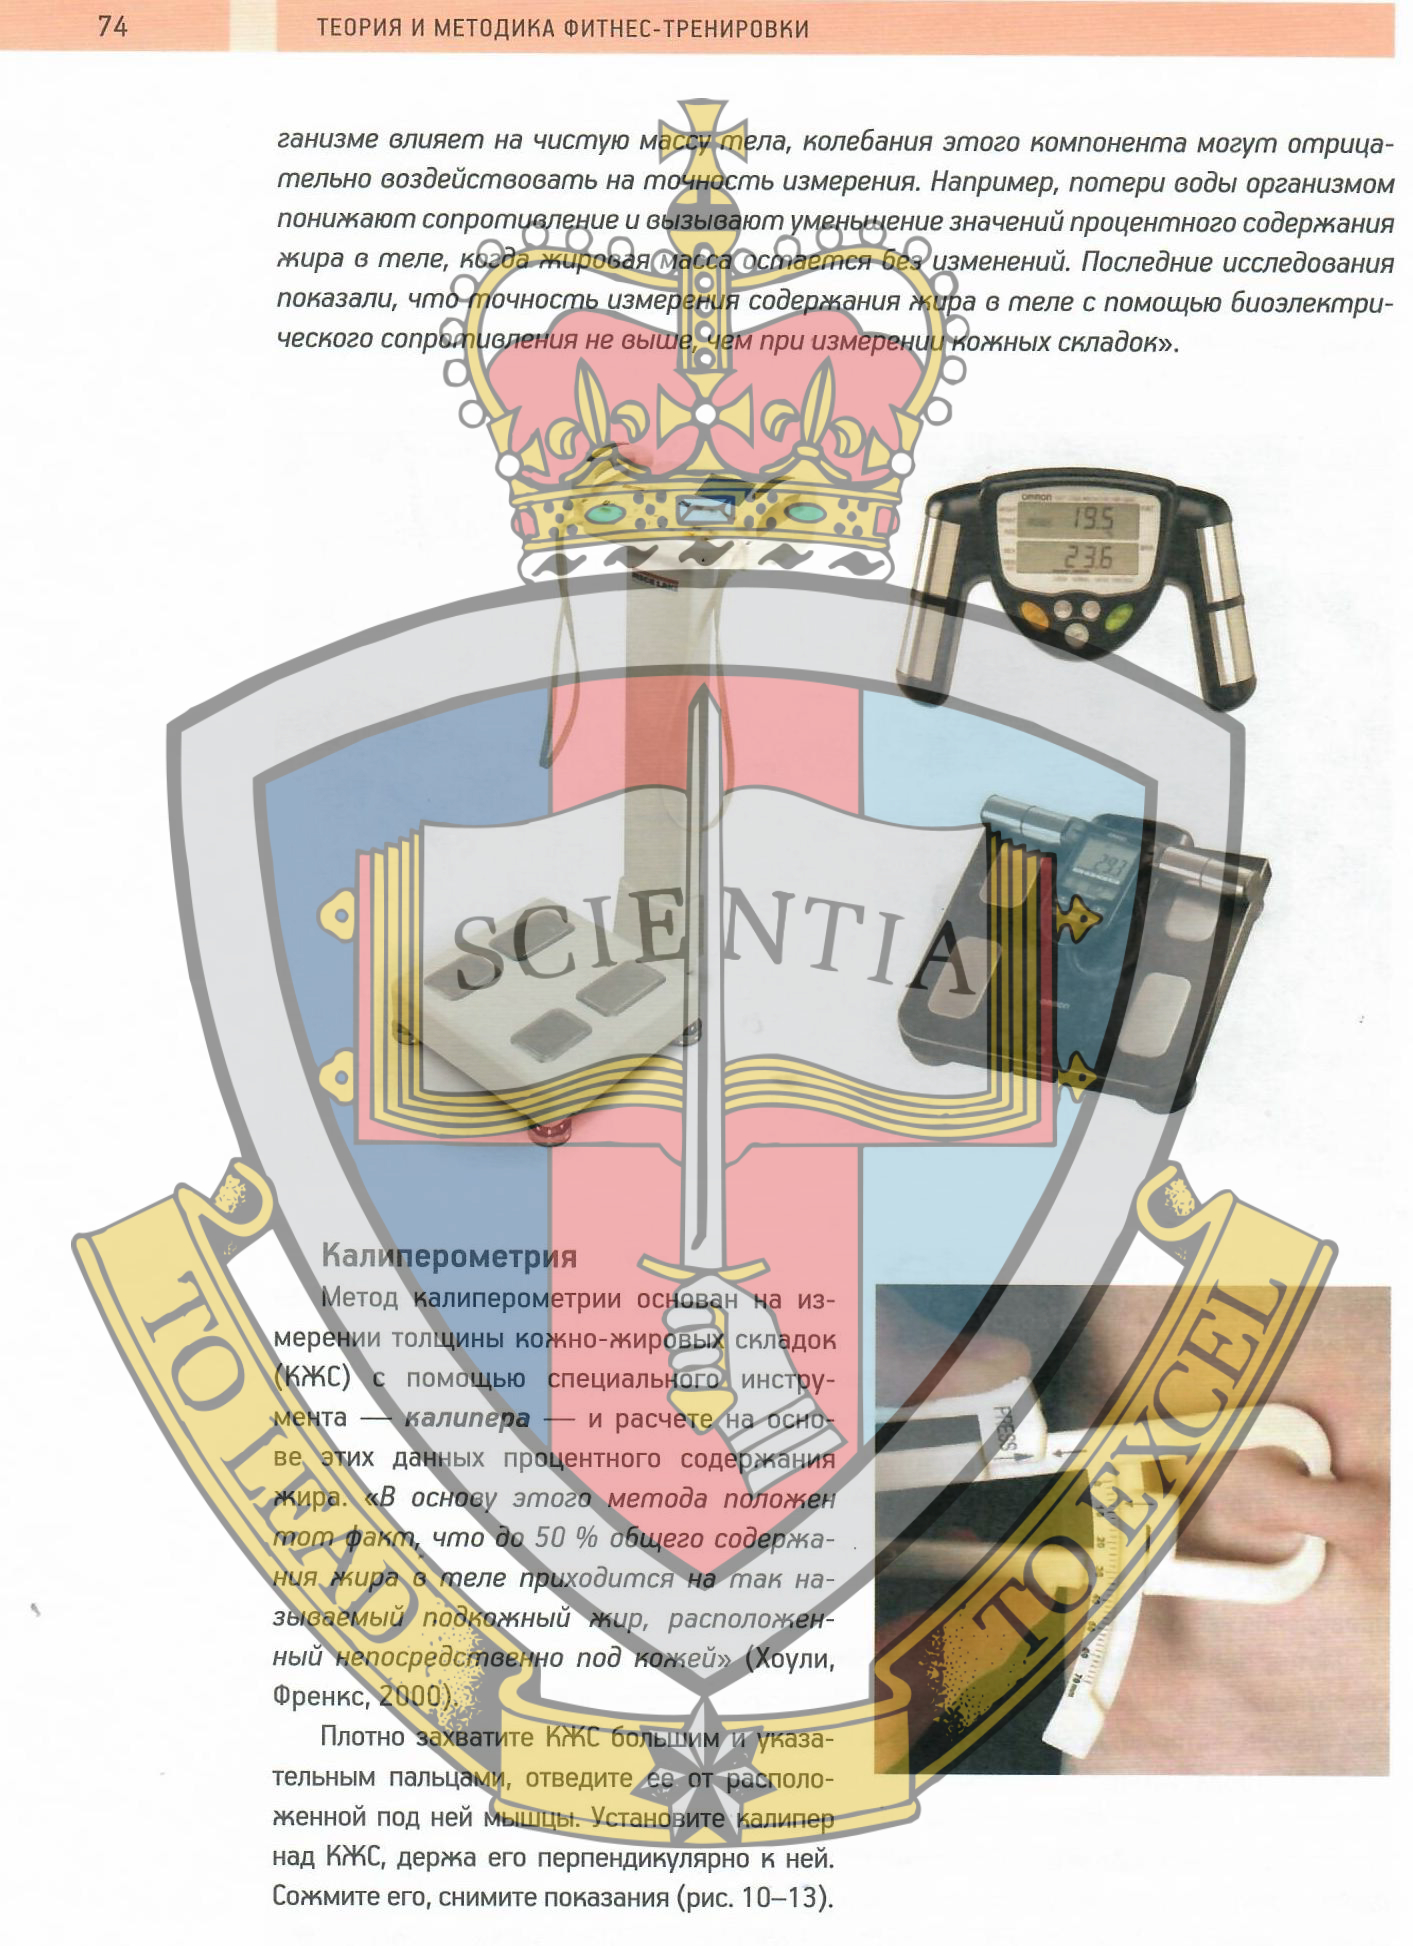 74
ТЕОРИЯ И МЕТОДИКА ФИТНЕС-ТРЕНИРОВКИ
ганизме влияет на чистую массу тела, колебания этого компонента могут отрица-
тельно воздействовать на точность измерения. Например, потери воды организмом
понижают сопротивление и вызывают уменьшение значений процентного содержания
жира в теле, когда жировая масса остается без изменений. Последние исследования
показали, что точность измерения содержания жира в теле с помощью биоэлектри-
ческого сопротивления не выше, чем при измерении кожных складок».
omron
19.5
23.6
SCIENTIA
29.3
omron
Калиперометрия
Метод калиперометрии основан на из-
мерении толщины кожно-жировых складок
(КЖС) с помощью специального инстру-
мента — калипера — и расчете на осно-
ве этих данных процентного содержания
жира. «В основу этого метода положен
тот факт, что до 50 % общего содержа-
ния жира в теле приходится на так на-
зываемый подкожный жир, расположен-
ный непосредственно под кожей» (Хоули,
Френкс, 2000).
Плотно захватите КЖС большим и указа-
тельным пальцами, отведите ее от располо-
женной под ней мышцы. Установите калипер
над КЖС, держа его перпендикулярно к ней.
Сожмите его, снимите показания (рис. 10–13).
PRESS
20
70mm
TO LEAD
TO EXCEL